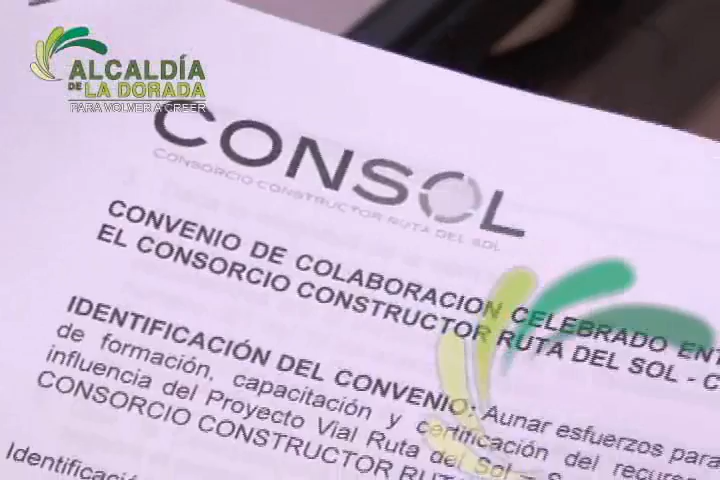 ALCALDÍA
DE LA DORADA
PARA VOLVER A CREER
CONSOL
CONSORCIO CONSTRUCTOR RUTA DEL SOL
CONVENIO DE COLABORACION CELEBRADO ENT
EL CONSORCIO CONSTRUCTOR RUTA DEL SOL - C
IDENTIFICACIÓN DEL CONVENIO: Aunar esfuerzos para
de formación, capacitación y certificación del recurso
influencia del Proyecto Vial Ruta del Sol –
CONSORCIO CONSTRUCTOR
Identificació